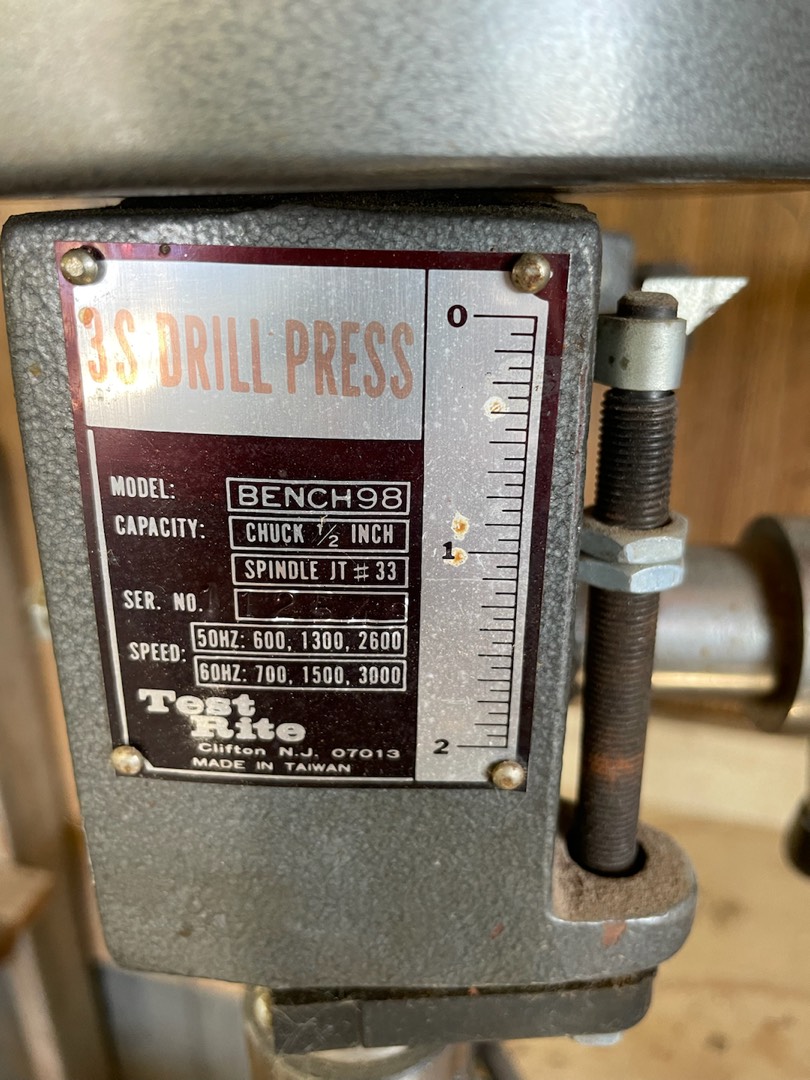 3S DRILL PRESS
MODEL: BENCH98
CAPACITY: CHUCK 1/2 INCH
SPINDLE JT # 33
SER. NO.
SPEED: 50HZ: 600, 1300, 2600
60HZ: 700, 1500, 3000
Test
Rite
Clifton N.J. 07013
MADE IN TAIWAN
0
1
2